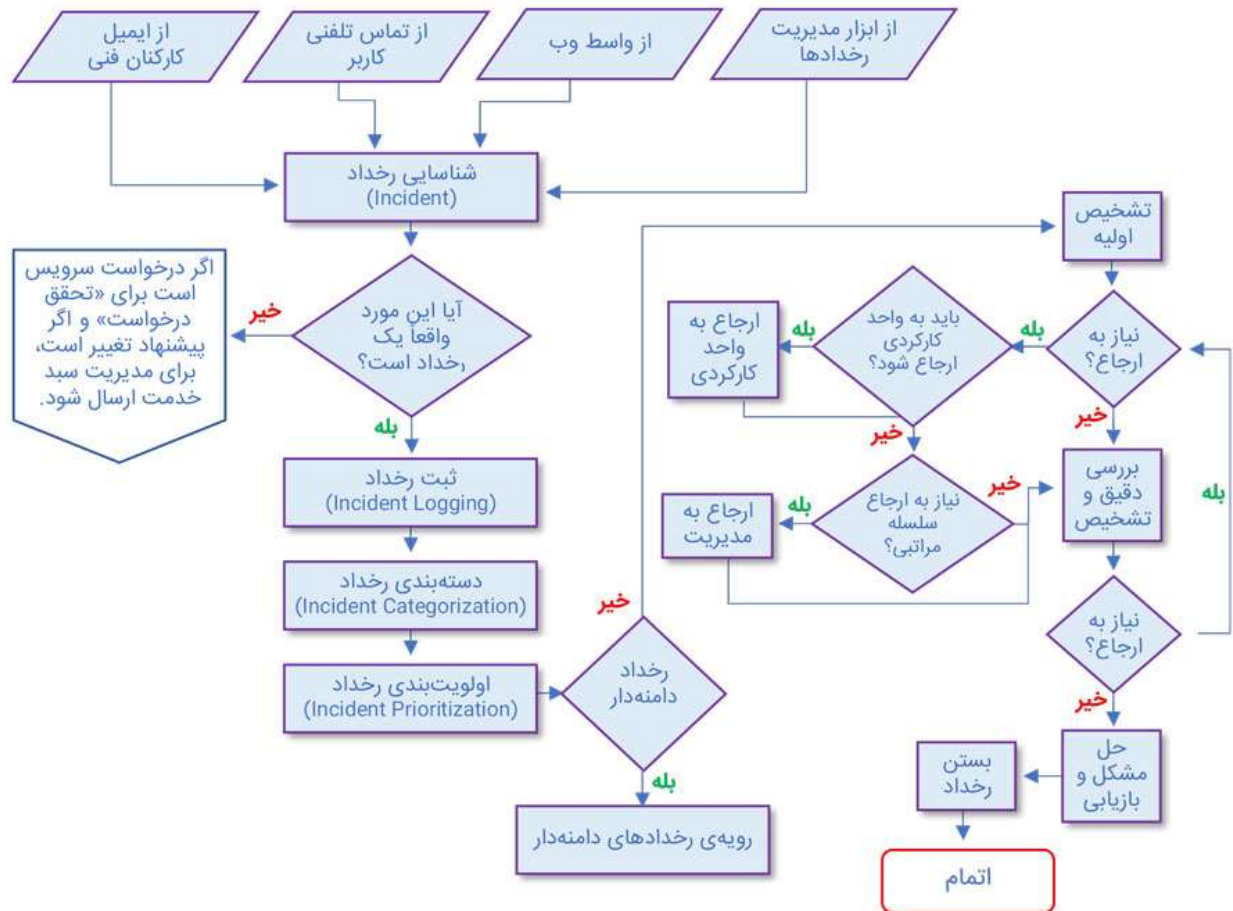 از ابزار مدیریت
رخدادها
از واسط وب
از تماس تلفنی
کاربر
از ایمیل
کارکنان فنی
شناسایی رخداد
(Incident)
آیا این مورد
واقعاً یک
رخداد است؟
خیر
اگر درخواست سرویس
است برای «تحقق
درخواست» و اگر
پیشنهاد تغییر است،
برای مدیریت سبد
خدمت ارسال شود.
بله
ثبت رخداد
(Incident Logging)
دسته‌بندی رخداد
(Incident Categorization)
اولویت‌بندی رخداد
(Incident Prioritization)
رخداد
دامنه‌دار
بله
رویه‌ی رخدادهای دامنه‌دار
خیر
تشخیص
اولیه
نیاز به
ارجاع؟
بله
باید به واحد
کارکردی
ارجاع شود؟
بله
ارجاع به
واحد
کارکردی
خیر
نیاز به ارجاع
سلسله
مراتبی؟
بله
ارجاع به
مدیریت
خیر
خیر
بررسی
دقیق و
تشخیص
نیاز به
ارجاع؟
بله
خیر
حل
مشکل و
بازیابی
بستن
رخداد
اتمام